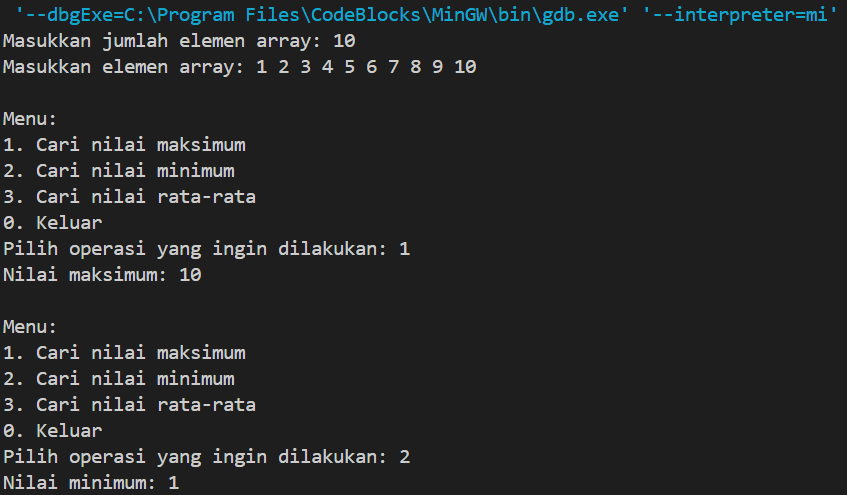 '--dbgExe=C:\Program Files\CodeBlocks\MinGW\bin\gdb.exe' '--interpreter=mi'
Masukkan jumlah elemen array: 10
Masukkan elemen array: 1 2 3 4 5 6 7 8 9 10

Menu:
1. Cari nilai maksimum
2. Cari nilai minimum
3. Cari nilai rata-rata
0. Keluar
Pilih operasi yang ingin dilakukan: 1
Nilai maksimum: 10

Menu:
1. Cari nilai maksimum
2. Cari nilai minimum
3. Cari nilai rata-rata
0. Keluar
Pilih operasi yang ingin dilakukan: 2
Nilai minimum: 1